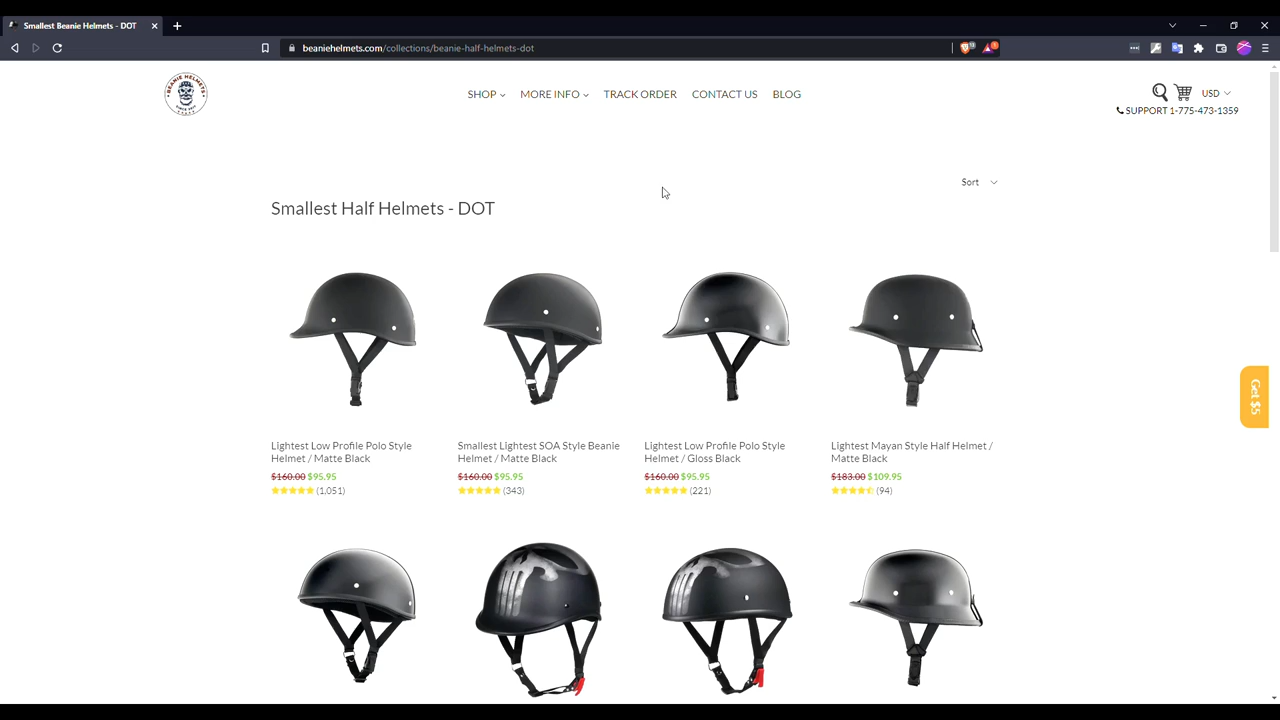 Smallest Beanie Helmets - DOT
beaniehelmets.com/collections/beanie-half-helmets-dot
BEANIE HELMETS
SHOP MORE INFO TRACK ORDER CONTACT US BLOG
USD
SUPPORT 1-775-473-1359
Sort
Smallest Half Helmets - DOT
Get $5
Lightest Low Profile Polo Style
Helmet / Matte Black
$160.00 $95.95
(1,051)
Smallest Lightest SOA Style Beanie
Helmet / Matte Black
$160.00 $95.95
(343)
Lightest Low Profile Polo Style
Helmet / Gloss Black
$160.00 $95.95
(221)
Lightest Mayan Style Half Helmet /
Matte Black
$183.00 $109.95
(94)